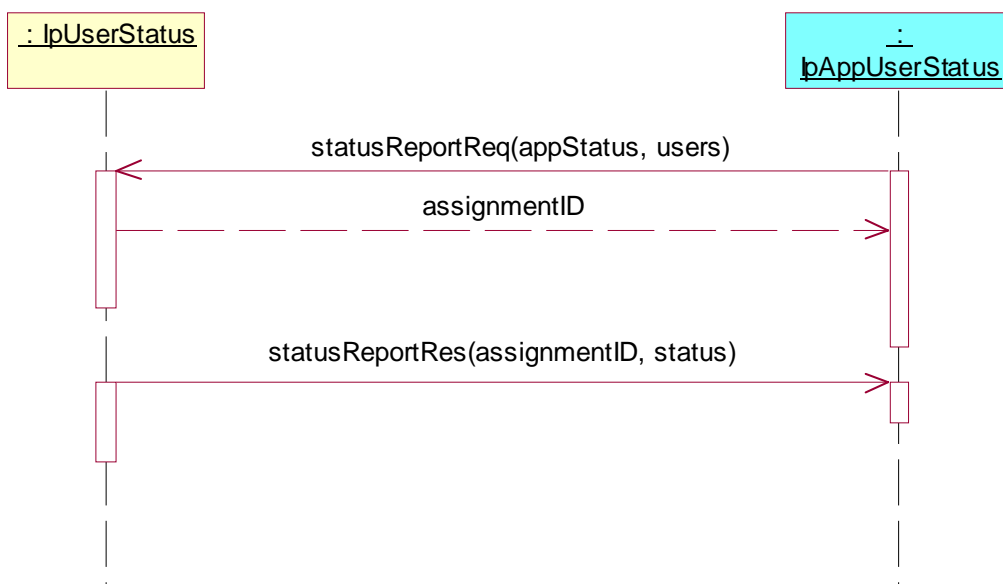 : IpUserStatus
:
IpAppUserStatus
statusReportReq(appStatus, users)
assignmentID
statusReportRes(assignmentID, status)